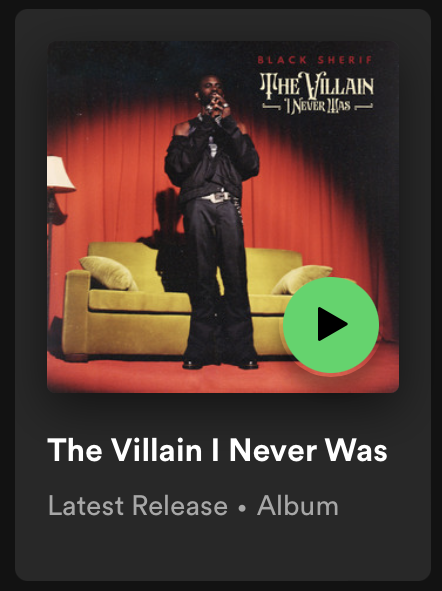 BLACK SHERIF
THE VILLAIN
I NEVER WAS
The Villain I Never Was
Latest Release • Album